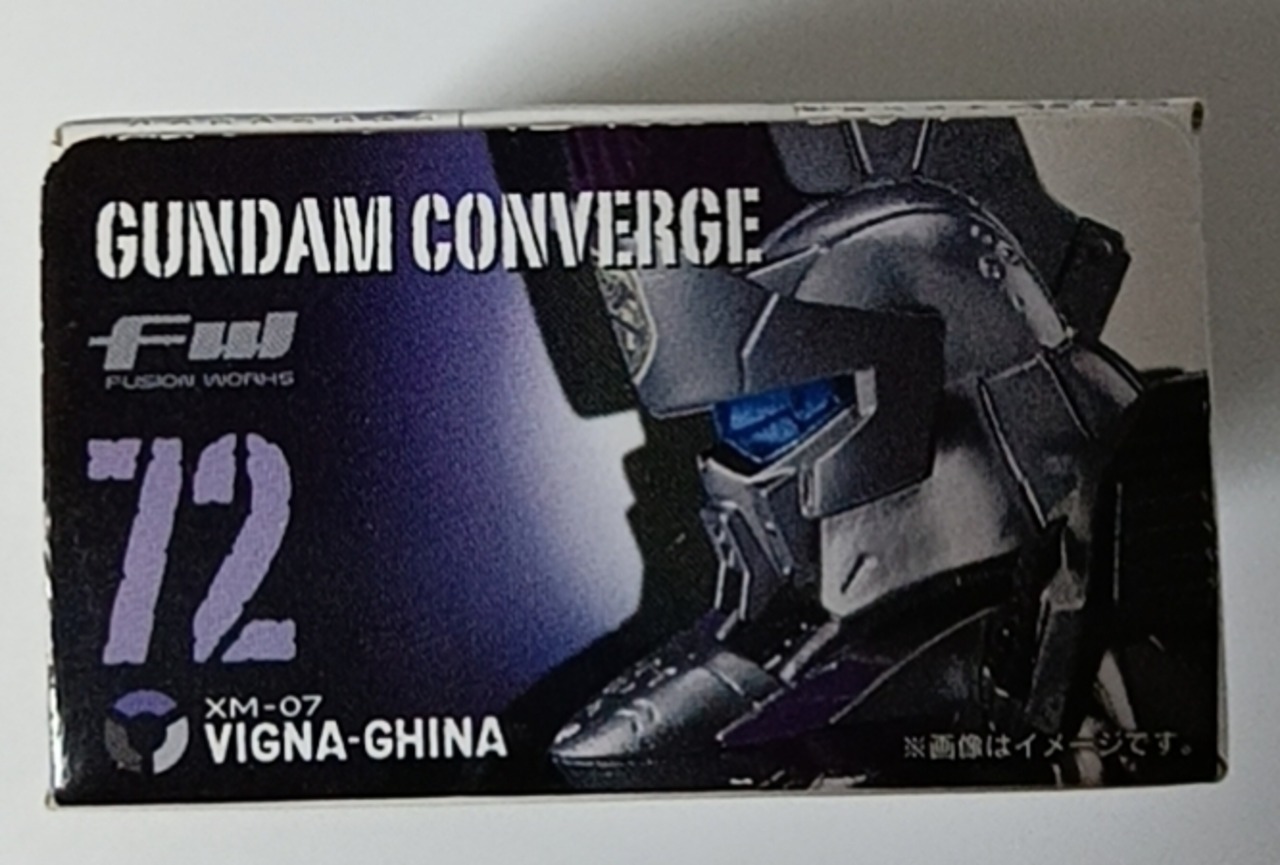 GUNDAM CONVERGE
FW
FUSION WORKS
72
XM-07
VIGNA-GHINA
※画像はイメージです。